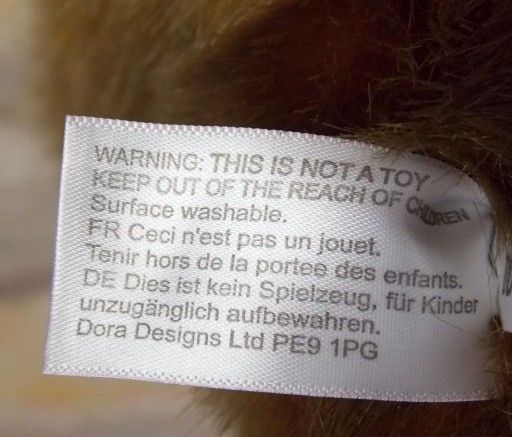 WARNING: THIS IS NOT A TOY
KEEP OUT OF THE REACH OF CHILDREN
Surface washable.
FR Ceci n'est pas un jouet.
Tenir hors de la portee des enfants.
DE Dies ist kein Spielzeug, für Kinder
unzugänglich aufbewahren.
Dora Designs Ltd PE9 1PG